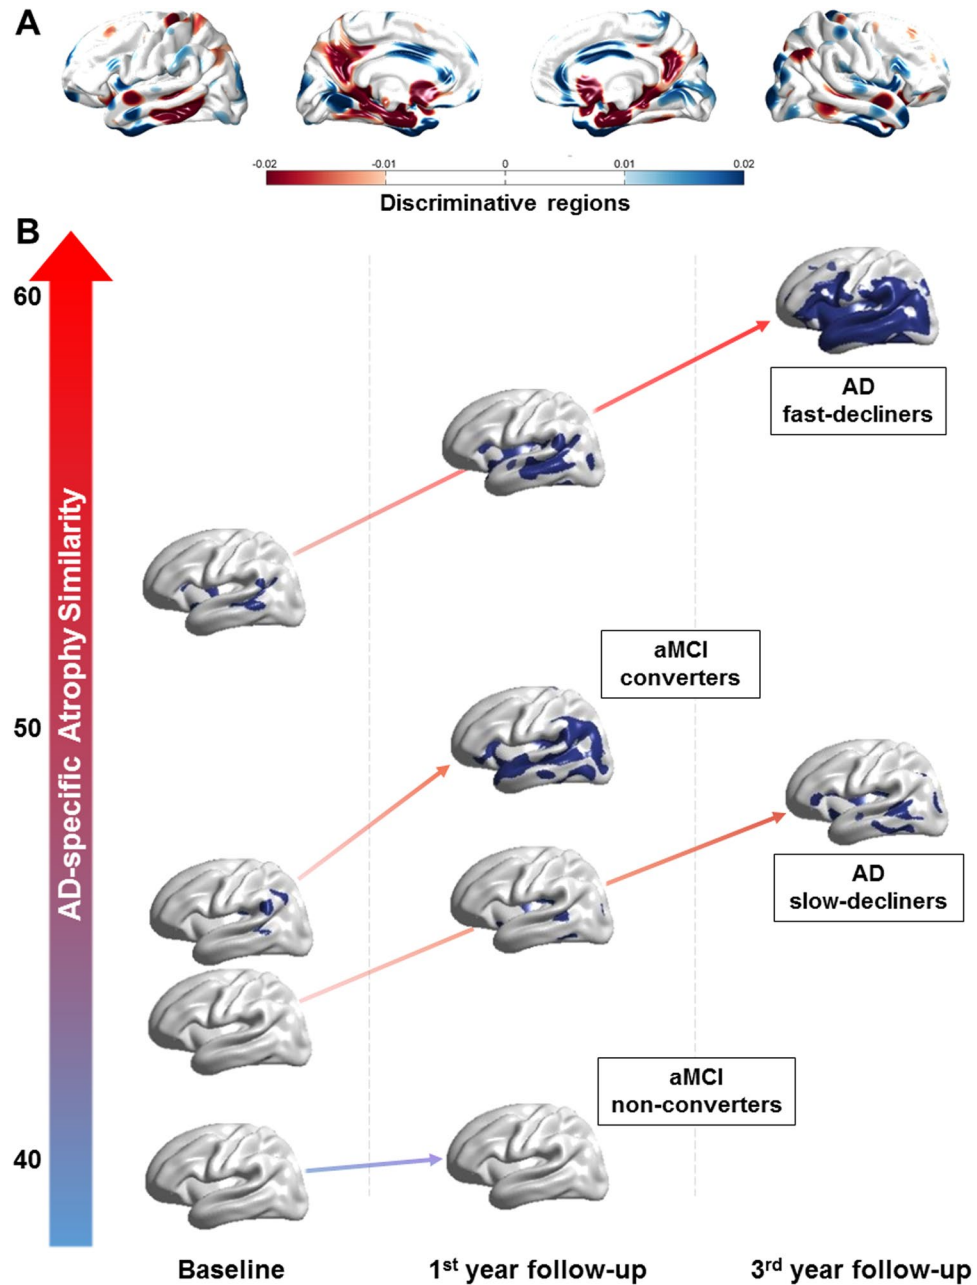 A
-0.02 -0.01 0 0.01 0.02
Discriminative regions
B
60
50
40
AD-specific Atrophy Similarity
AD
fast-decliners
aMCI
converters
AD
slow-decliners
aMCI
non-converters
Baseline 1st year follow-up 3rd year follow-up